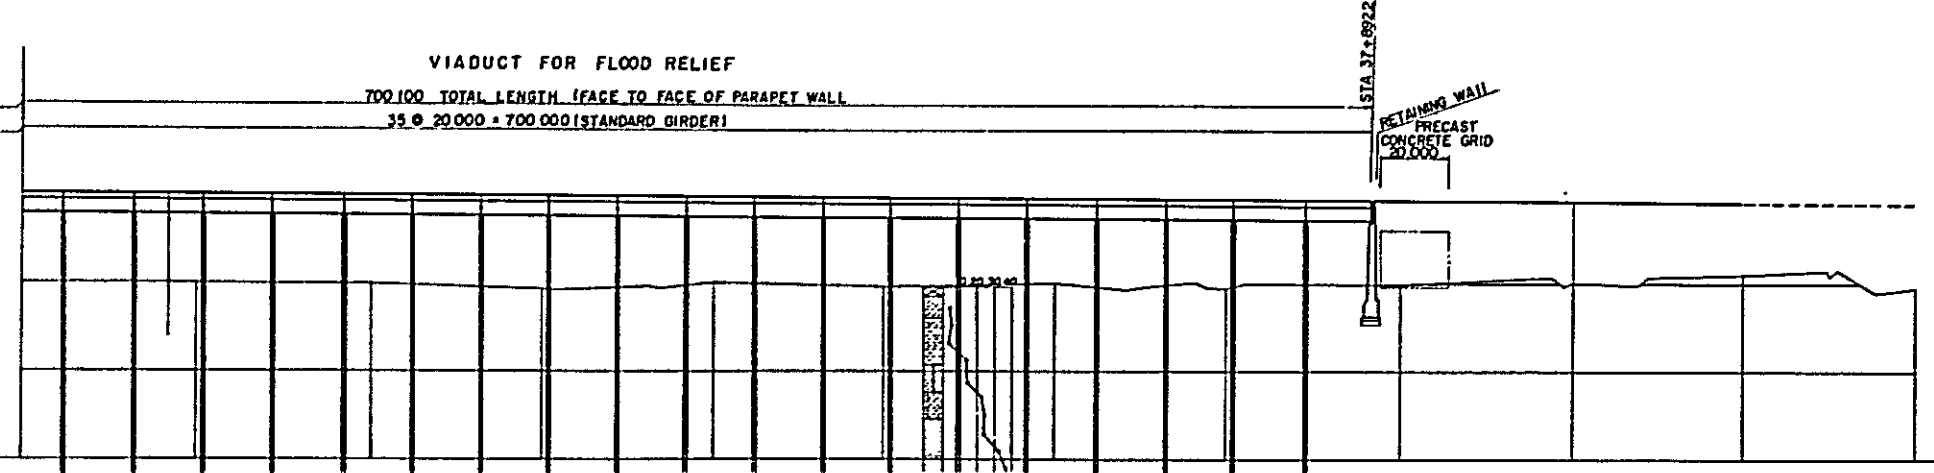 VIADUCT FOR FLOOD RELIEF
700 100 TOTAL LENGTH (FACE TO FACE OF PARAPET WALL
35 @ 20 000 = 700 000 (STANDARD GIRDER)
STA 37+8922
RETAINING WALL
PRECAST
CONCRETE GRID
20,000